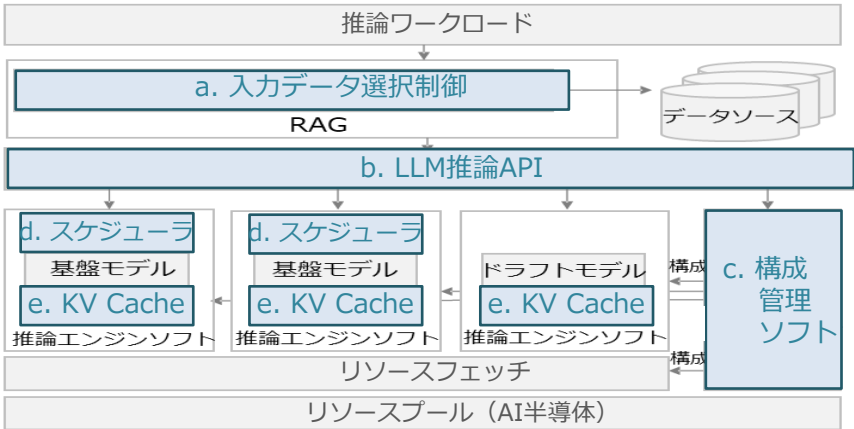 推論ワークロード
a. 入力データ選択制御
RAG
データソース
b. LLM推論API
d. スケジューラ
基盤モデル
e. KV Cache
推論エンジンソフト
d. スケジューラ
基盤モデル
e. KV Cache
推論エンジンソフト
ドラフトモデル
e. KV Cache
推論エンジンソフト
構成
c. 構成
管理
ソフト
構成
リソースフェッチ
リソースプール（AI半導体）